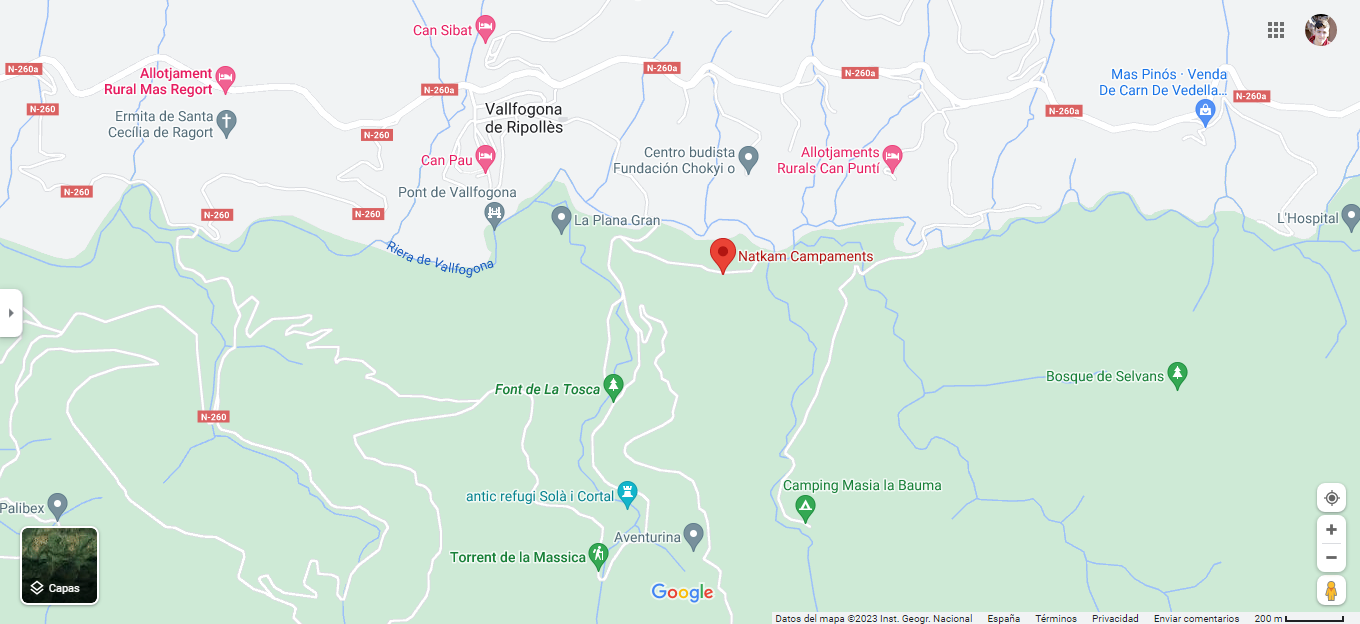 Can Sibat
N-260a
N-260a
N-260a
Allotjament
Rural Mas Regort
Mas Pinós · Venda
De Carn De Vedella...
N-260a
N-260a
N-260a
N-260
Vallfogona
de Ripollès
Ermita de Santa
Cecília de Ragort
N-260
Can Pau
Centro budista
Fundación Chokyi o
Allotjaments
Rurals Can Puntí
N-260
Pont de Vallfogona
N-260
N-260
La Plana Gran
L'Hospital
Riera de Vallfogona
Natkam Campaments
Font de La Tosca
Bosque de Selvans
N-260
Camping Masia la Bauma
antic refugi Solà i Cortal
Palibex
Aventurina
Torrent de la Massica
Capas
Google
Datos del mapa ©2023 Inst. Geogr. Nacional España Términos Privacidad Enviar comentarios 200 m